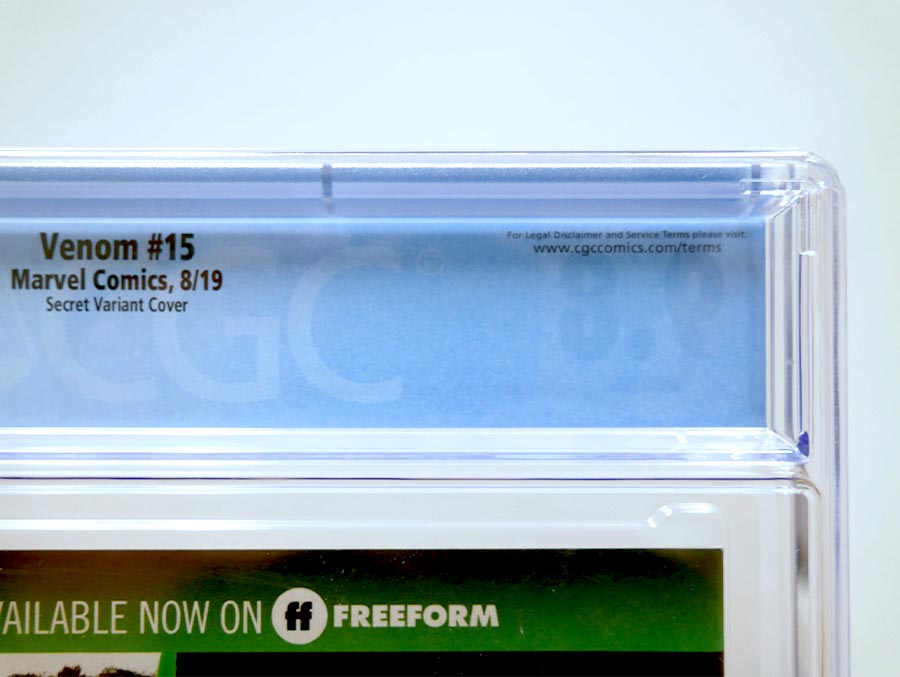 Venom #15
Marvel Comics, 8/19
Secret Variant Cover
For Legal Disclaimer and Service Terms please visit:
www.cgccomics.com/terms
CGC ©
AVAILABLE NOW ON ff FREEFORM